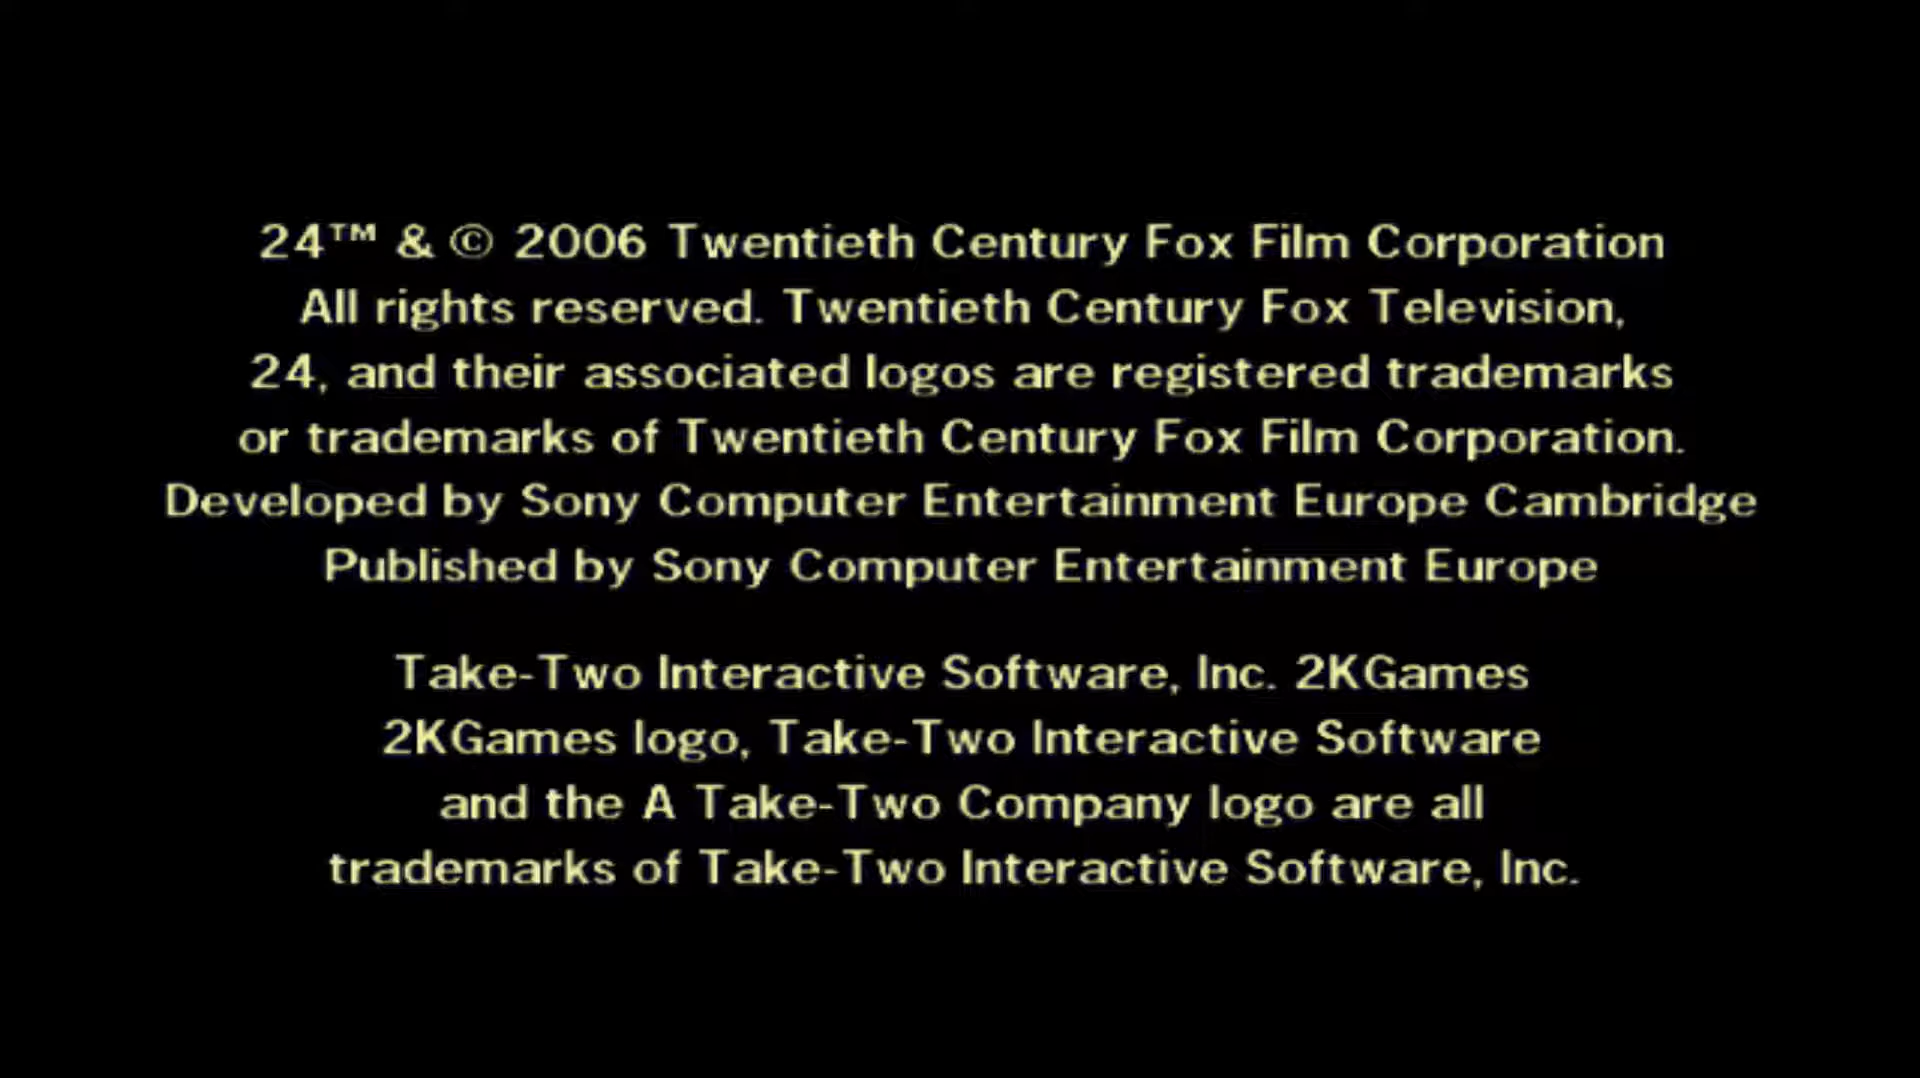 24™ & © 2006 Twentieth Century Fox Film Corporation
All rights reserved. Twentieth Century Fox Television,
24, and their associated logos are registered trademarks
or trademarks of Twentieth Century Fox Film Corporation.
Developed by Sony Computer Entertainment Europe Cambridge
Published by Sony Computer Entertainment Europe
Take-Two Interactive Software, Inc. 2KGames
2KGames logo, Take-Two Interactive Software
and the A Take-Two Company logo are all
trademarks of Take-Two Interactive Software, Inc.